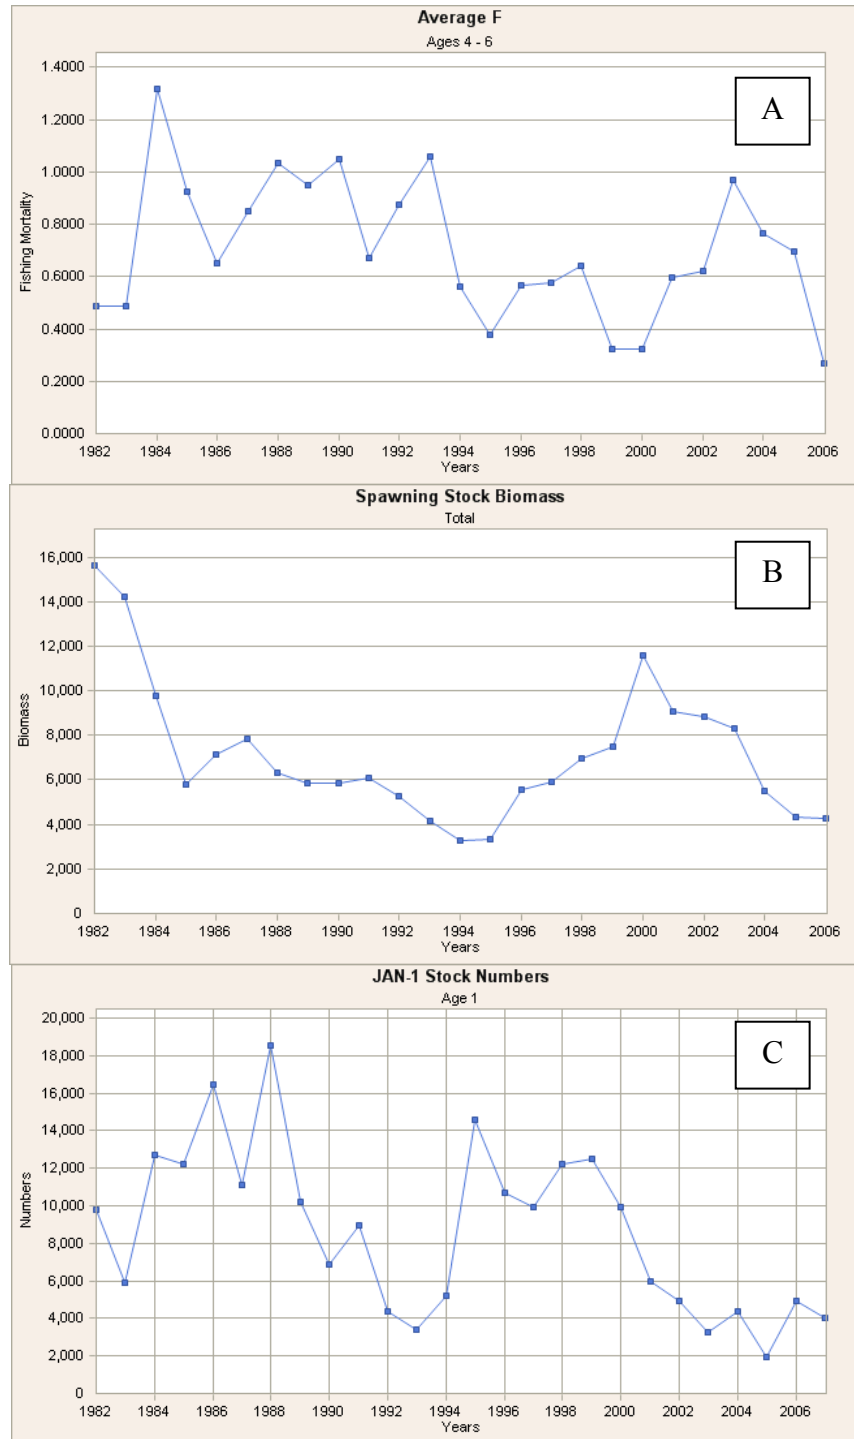 Average F
Ages 4 - 6
A
1.4000
1.2000
1.0000
0.8000
0.6000
0.4000
0.2000
0.0000
Fishing Mortality
1982 1984 1986 1988 1990 1992 1994 1996 1998 2000 2002 2004 2006
Years
Spawning Stock Biomass
Total
B
16,000
14,000
12,000
10,000
8,000
6,000
4,000
2,000
0
Biomass
1982 1984 1986 1988 1990 1992 1994 1996 1998 2000 2002 2004 2006
Years
JAN-1 Stock Numbers
Age 1
C
20,000
18,000
16,000
14,000
12,000
10,000
8,000
6,000
4,000
2,000
0
Numbers
1982 1984 1986 1988 1990 1992 1994 1996 1998 2000 2002 2004 2006
Years